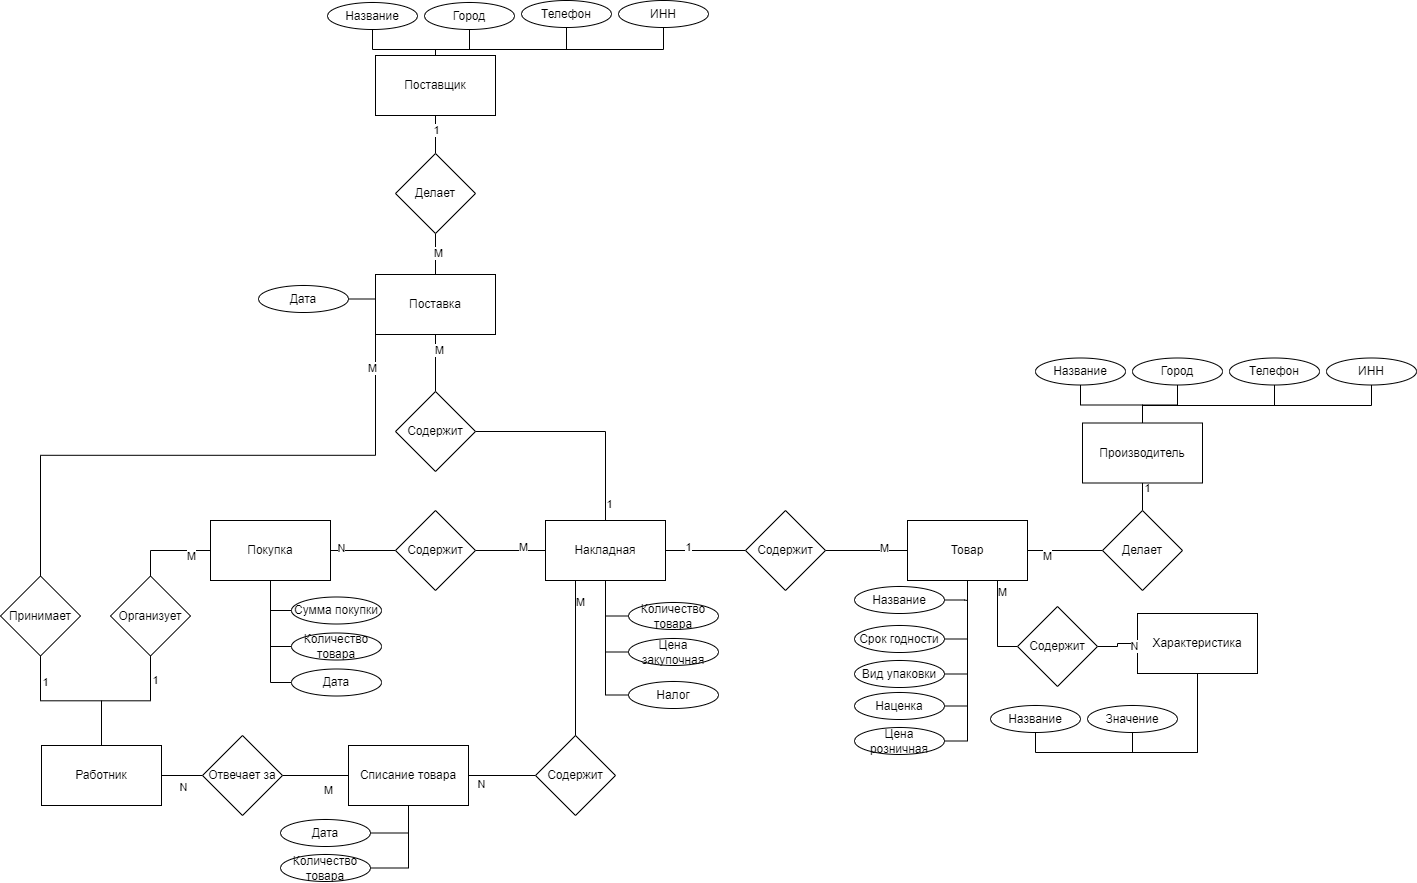 Название
Город
Телефон
ИНН
Поставщик
1
Делает
M
Дата
Поставка
M
M
Содержит
1
Название
Город
Телефон
ИНН
Производитель
1
Покупка
N
Содержит
M
Накладная
1
Содержит
M
Товар
M
Делает
M
Принимает
Организует
1
1
Сумма покупки
Количество
товара
Дата
M
Количество
товара
Цена
закупочная
Налог
Название
Срок годности
Вид упаковки
Наценка
Цена
розничная
M
Содержит
N
Характеристика
Название
Значение
Работник
N
Отвечает за
M
Списание товара
N
Содержит
Дата
Количество
товара